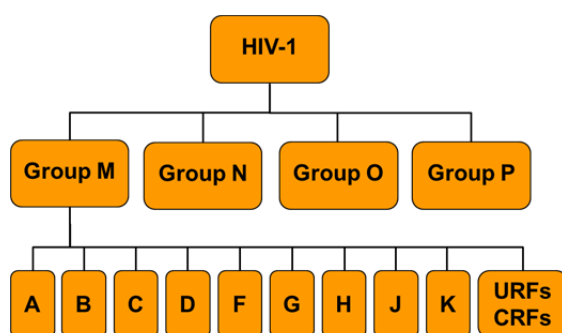 HIV-1
Group M
Group N
Group O
Group P
A
B
C
D
F
G
H
J
K
URFs
CRFs